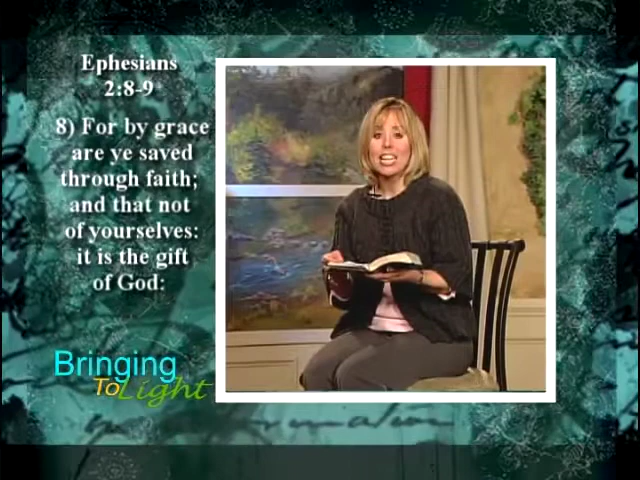 Ephesians
2:8-9
8) For by grace
are ye saved
through faith;
and that not
of yourselves:
it is the gift
of God:
Bringing
To Light